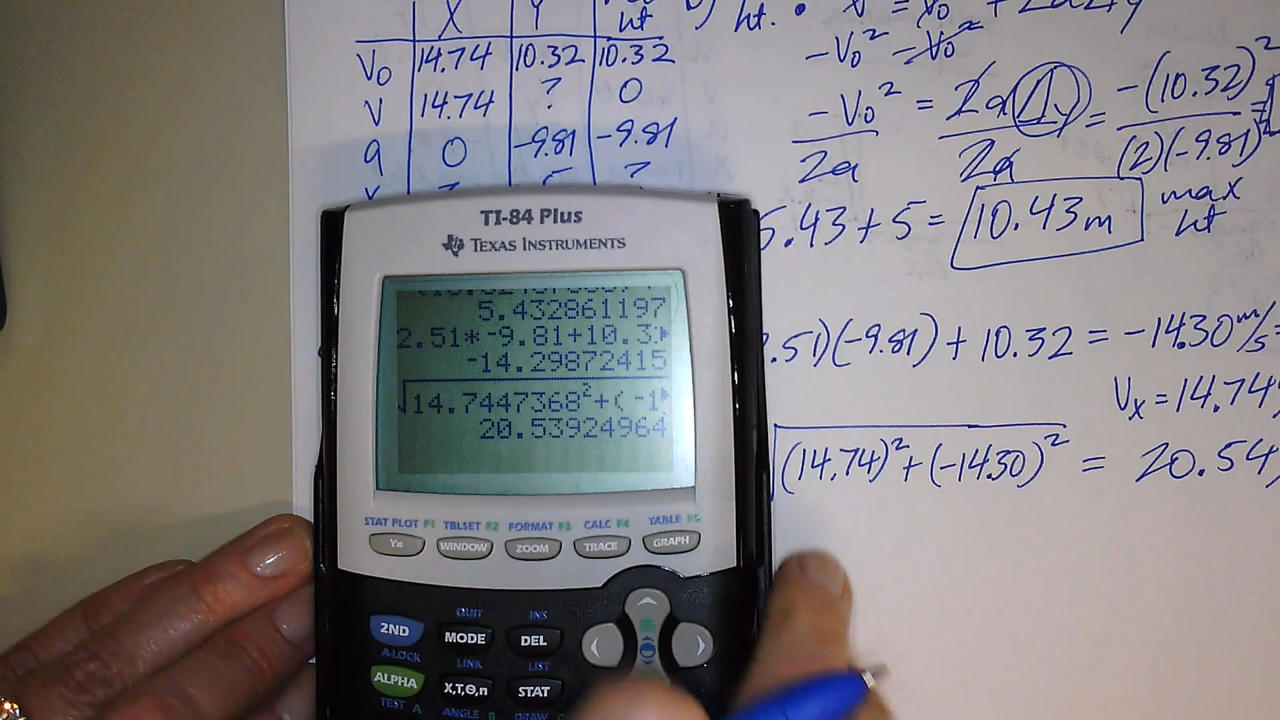 X Y ht
ht. • V = V₀ + 2aΔy
V₀ 14.74 10.32 10.32
-V₀² -V₀²
V 14.74 ? 0
-V₀² = 2aΔy = -(10.32)²
2a 2a (2)(-9.81)
a 0 -9.81 -9.81
5.43 + 5 = 10.43m max
ht
.51)(-9.81) + 10.32 = -14.30 m/s
Vx = 14.74
√(14.74)² + (-14.30)² = 20.54
TI-84 Plus
TEXAS INSTRUMENTS
5.432861197
2.51*-9.81+10.3
-14.29872415
√14.7447368²+(-1
20.53924964
STAT PLOT F1 TBLSET F2 FORMAT F3 CALC F4 TABLE F5
Y= WINDOW ZOOM TRACE GRAPH
QUIT INS
2ND MODE DEL
A-LOCK LINK LIST
ALPHA X,T,Θ,n STAT
TEST A ANGLE B DRAW